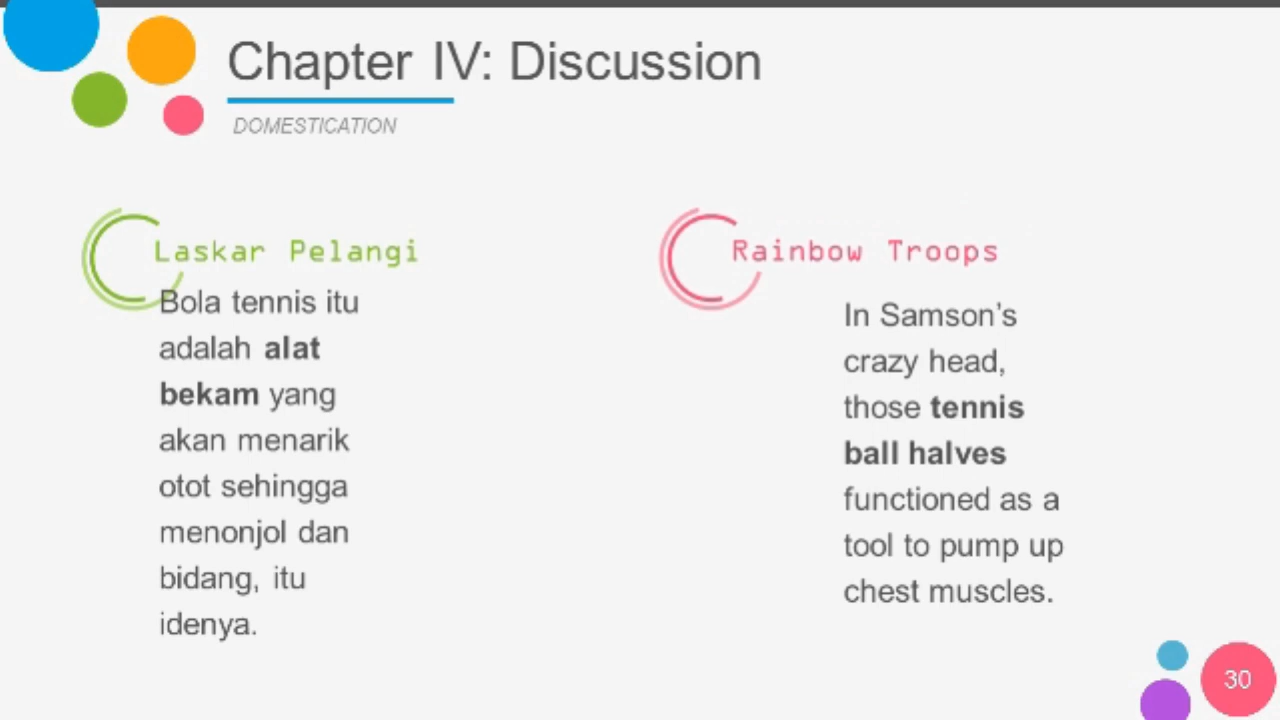 Chapter IV: Discussion
DOMESTICATION
Laskar Pelangi
Bola tennis itu
adalah alat
bekam yang
akan menarik
otot sehingga
menonjol dan
bidang, itu
idenya.
Rainbow Troops
In Samson’s
crazy head,
those tennis
ball halves
functioned as a
tool to pump up
chest muscles.
30